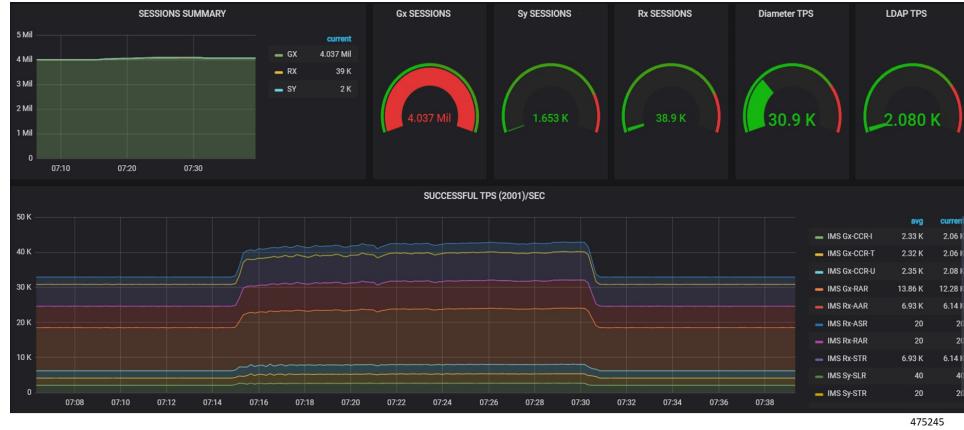 SESSIONS SUMMARY
5 Mil
4 Mil
3 Mil
2 Mil
1 Mil
0
07:10 07:20 07:30
current
GX 4.037 Mil
RX 39 K
SY 2 K
Gx SESSIONS
4.037 Mil
Sy SESSIONS
1.653 K
Rx SESSIONS
38.9 K
Diameter TPS
30.9 K
LDAP TPS
2.080 K
SUCCESSFUL TPS (2001)/SEC
50 K
40 K
30 K
20 K
10 K
0
07:08 07:10 07:12 07:14 07:16 07:18 07:20 07:22 07:24 07:26 07:28 07:30 07:32 07:34 07:36 07:38
avg current
IMS Gx-CCR-I 2.33 K 2.06
IMS Gx-CCR-T 2.32 K 2.06
IMS Gx-CCR-U 2.35 K 2.08
IMS Gx-RAR 13.86 K 12.28
IMS Rx-AAR 6.93 K 6.14
IMS Rx-ASR 20 20
IMS Rx-RAR 20 20
IMS Rx-STR 6.93 K 6.14
IMS Sy-SLR 40 40
IMS Sy-STR 20 20
475245